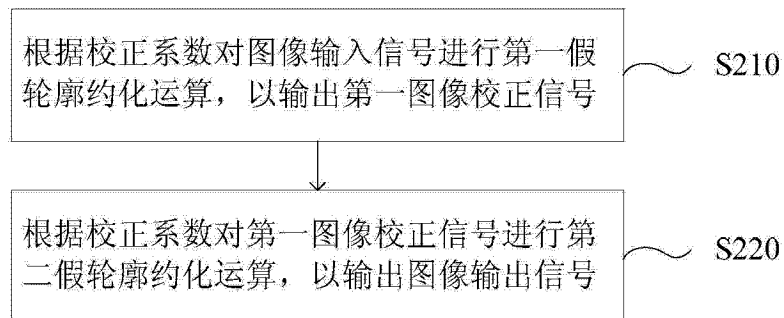 根据校正系数对图像输入信号进行第一假
轮廓约化运算，以输出第一图像校正信号
S210
根据校正系数对第一图像校正信号进行第
二假轮廓约化运算，以输出图像输出信号
S220